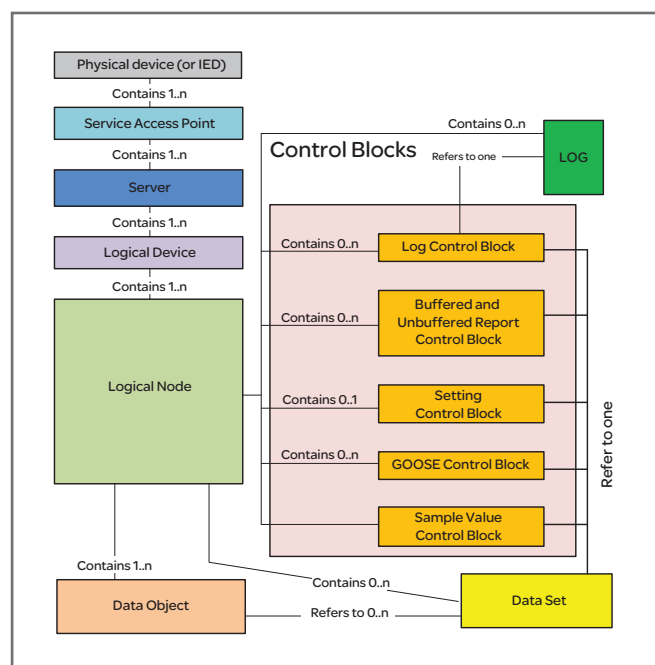 Physical device (or IED)
Contains 1..n
Service Access Point
Contains 1..n
Server
Contains 1..n
Logical Device
Contains 1..n
Logical Node
Contains 0..n
LOG
Control Blocks
Refers to one
Contains 0..n
Log Control Block
Contains 0..n
Buffered and
Unbuffered Report
Control Block
Contains 0..1
Setting
Control Block
Contains 0..n
GOOSE Control Block
Sample Value
Control Block
Refer to one
Contains 1..n
Contains 0..n
Data Object
Refers to 0..n
Data Set